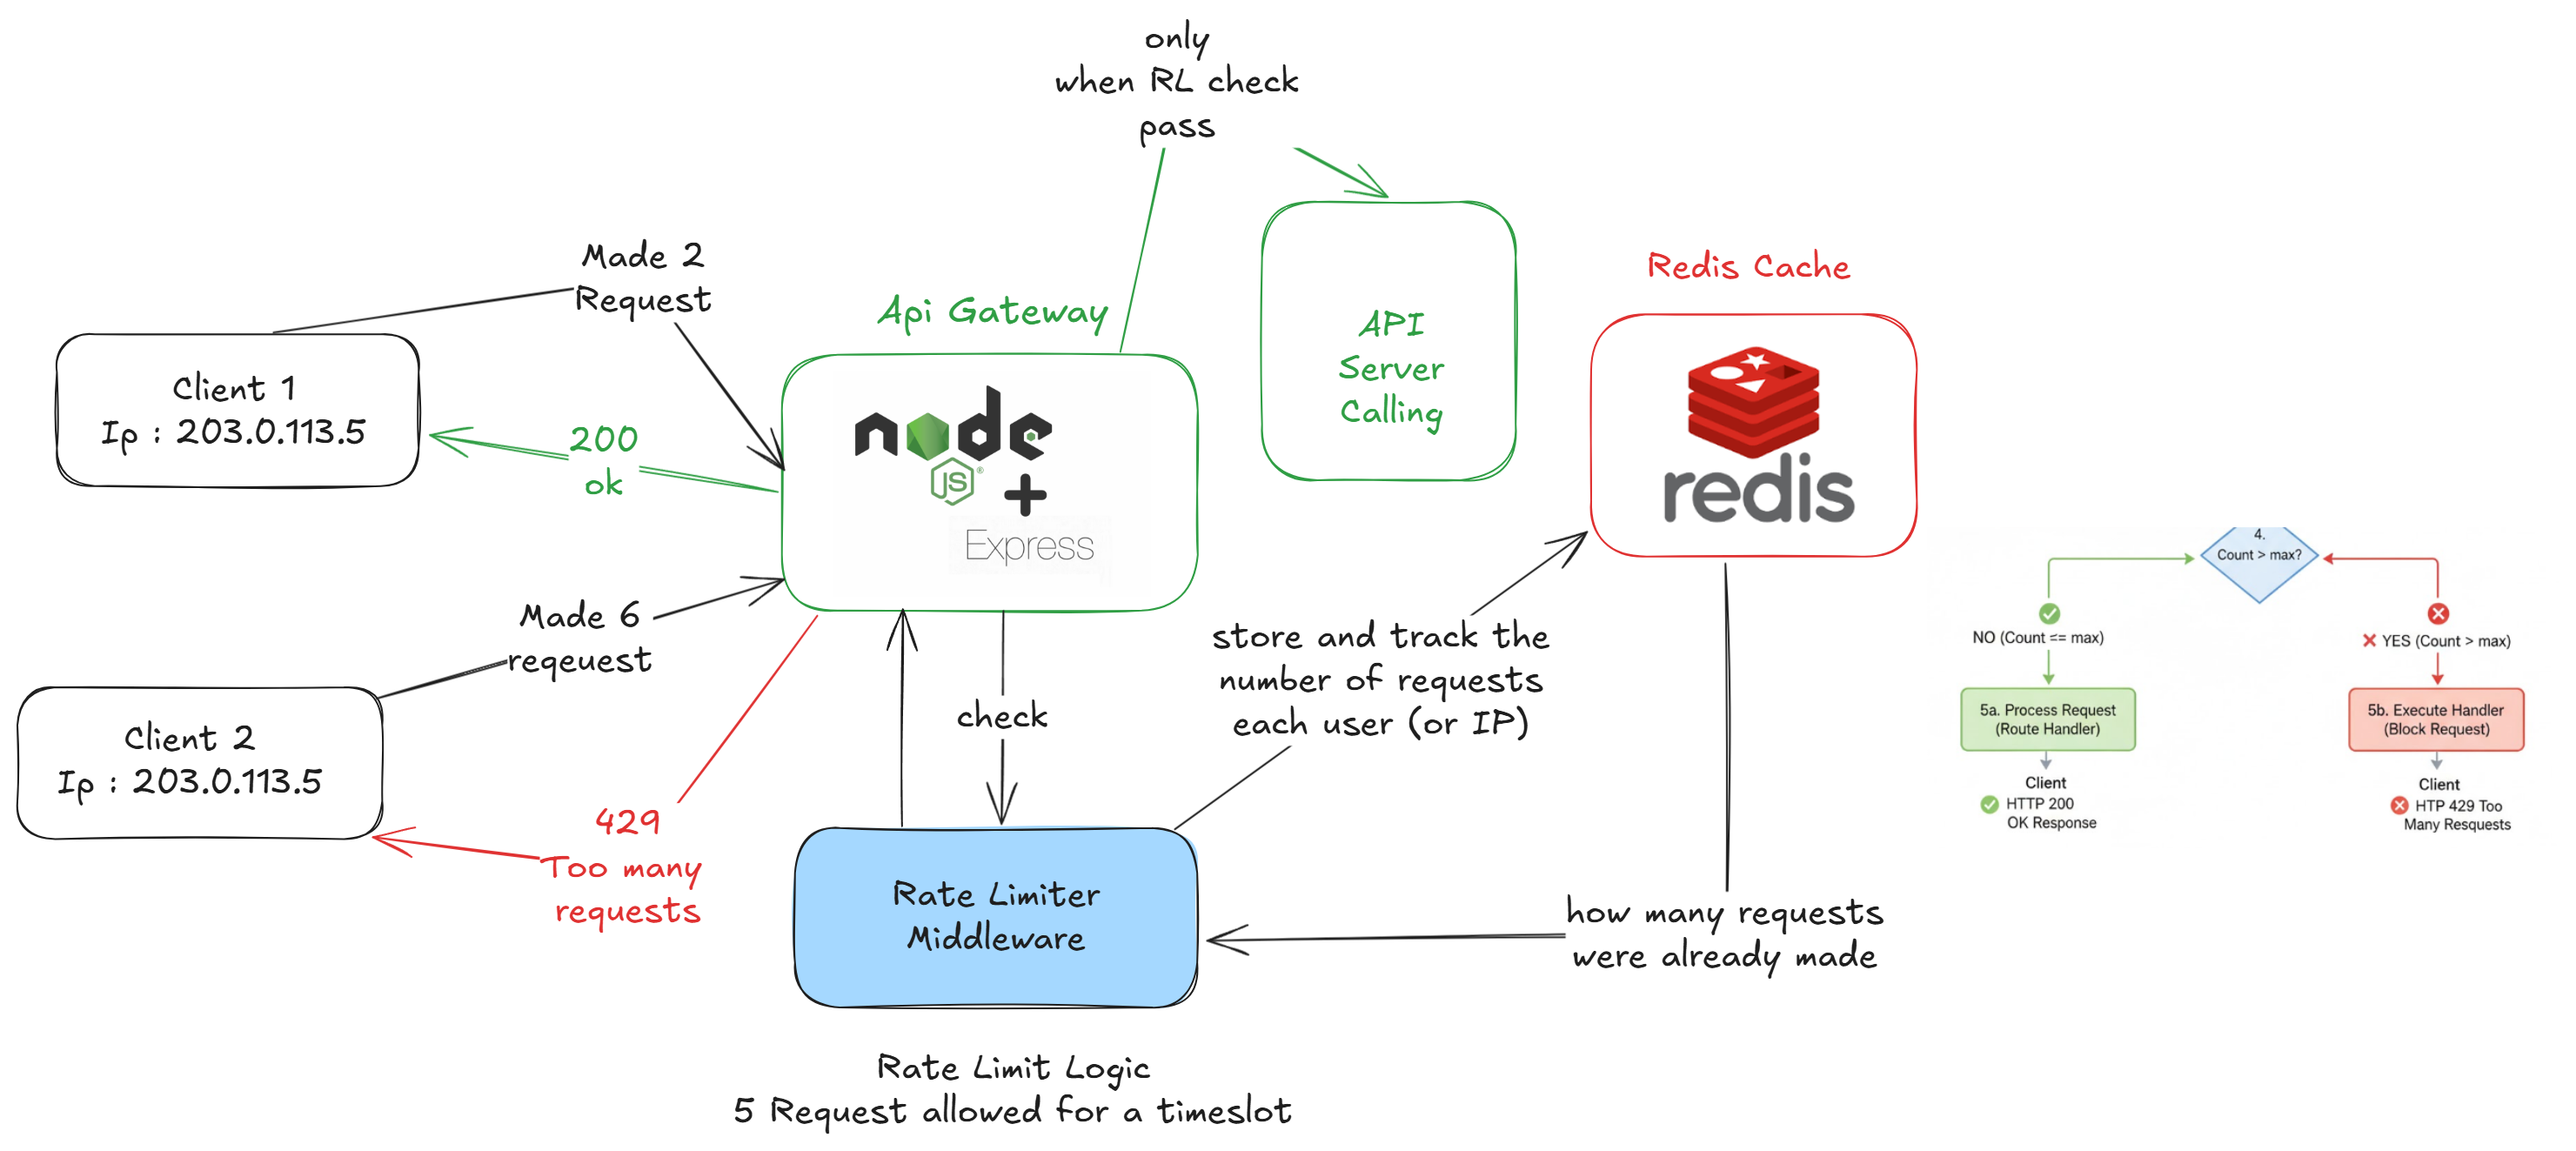 only
when RL check
pass
Made 2
Request
Client 1
Ip : 203.0.113.5
200
ok
Api Gateway
node
JS
+
Express
API
Server
Calling
Redis Cache
redis
Made 6
reqeuest
Client 2
Ip : 203.0.113.5
429
Too many
requests
check
store and track the
number of requests
each user (or IP)
Rate Limiter
Middleware
how many requests
were already made
Rate Limit Logic
5 Request allowed for a timeslot
4.
Count > max?
NO (Count <= max)
YES (Count > max)
5a. Process Request
(Route Handler)
5b. Execute Handler
(Block Request)
Client
HTTP 200
OK Response
Client
HTP 429 Too
Many Resquests